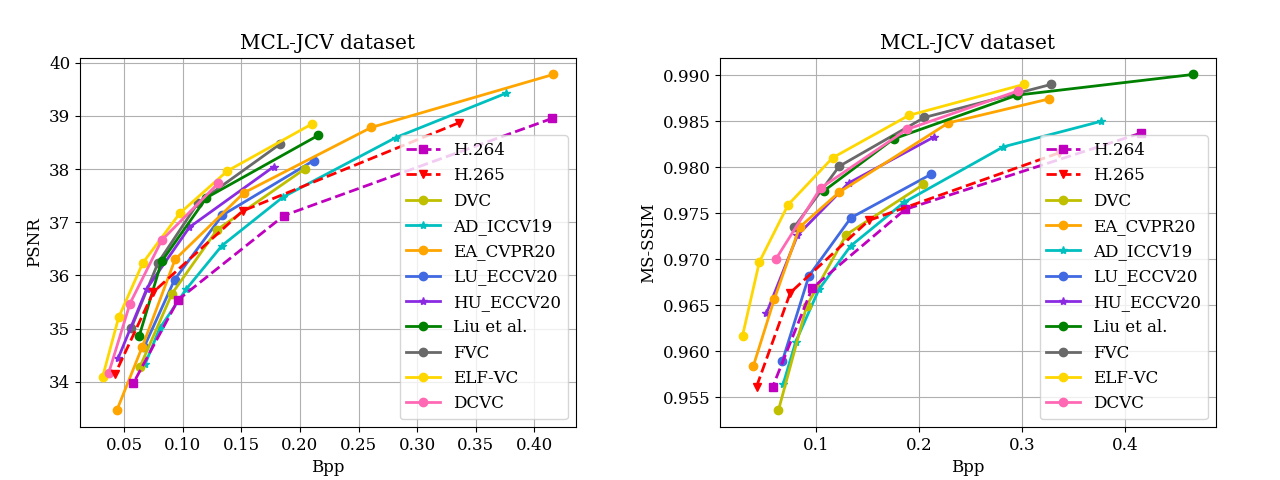 MCL-JCV dataset
PSNR
40
39
38
37
36
35
34
0.05 0.10 0.15 0.20 0.25 0.30 0.35 0.40
Bpp
H.264
H.265
DVC
AD_ICCV19
EA_CVPR20
LU_ECCV20
HU_ECCV20
Liu et al.
FVC
ELF-VC
DCVC
MCL-JCV dataset
MS-SSIM
0.990
0.985
0.980
0.975
0.970
0.965
0.960
0.955
0.1 0.2 0.3 0.4
Bpp
H.264
H.265
DVC
EA_CVPR20
AD_ICCV19
LU_ECCV20
HU_ECCV20
Liu et al.
FVC
ELF-VC
DCVC